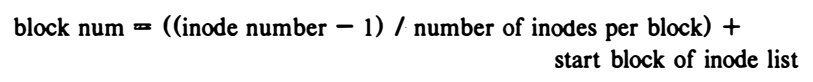 block num = ((inode number − 1) / number of inodes per block) +
start block of inode list